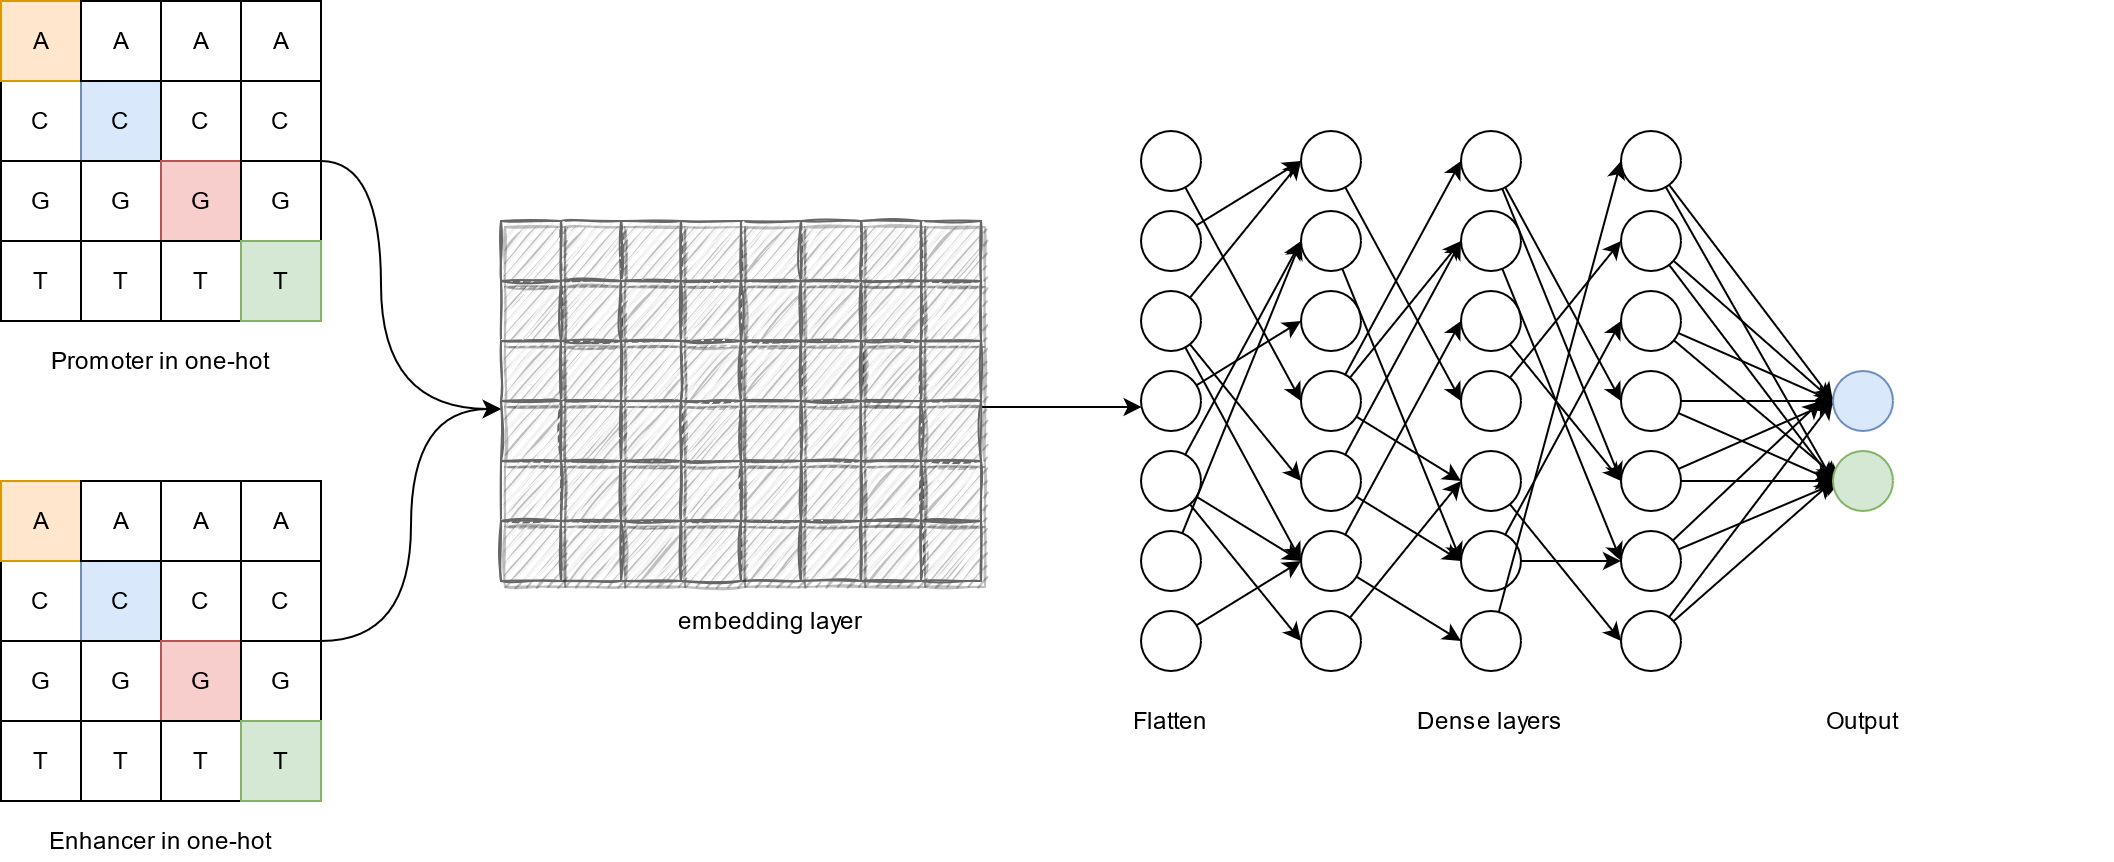 A A A A
C C C C
G G G G
T T T T
Promoter in one-hot
A A A A
C C C C
G G G G
T T T T
Enhancer in one-hot
embedding layer
Flatten
Dense layers
Output